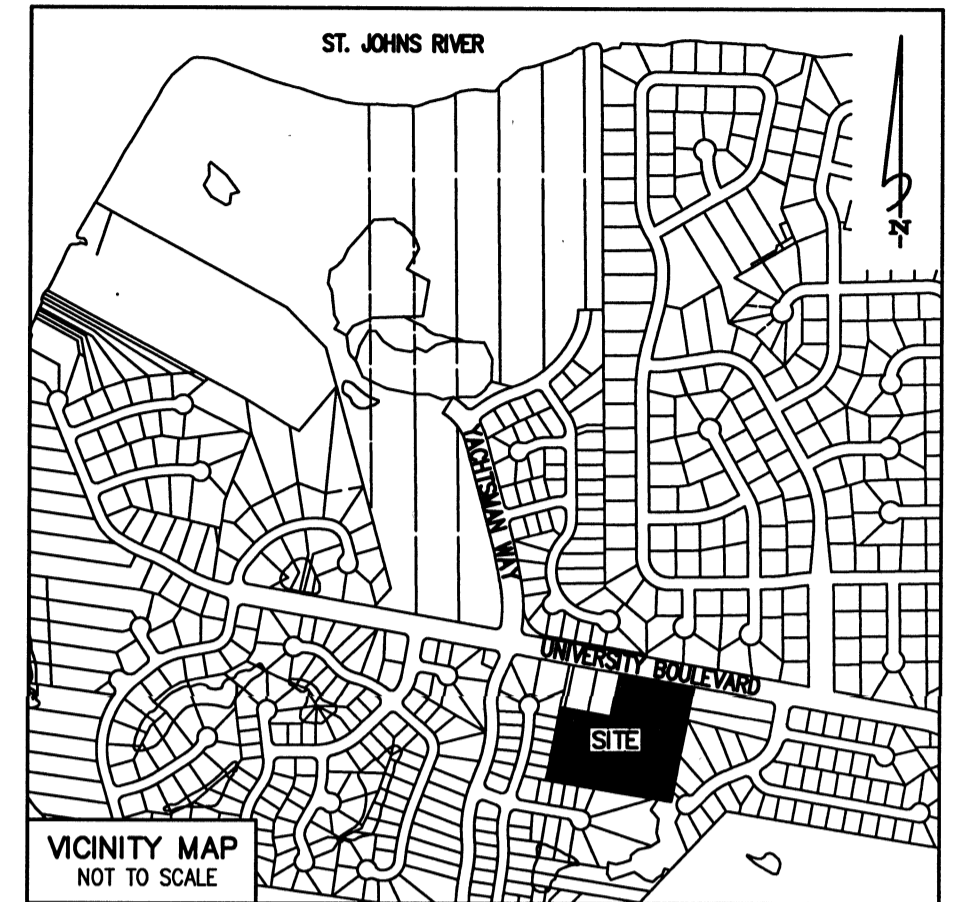 ST. JOHNS RIVER
N
YACHTSMAN WAY
UNIVERSITY BOULEVARD
SITE
VICINITY MAP
NOT TO SCALE